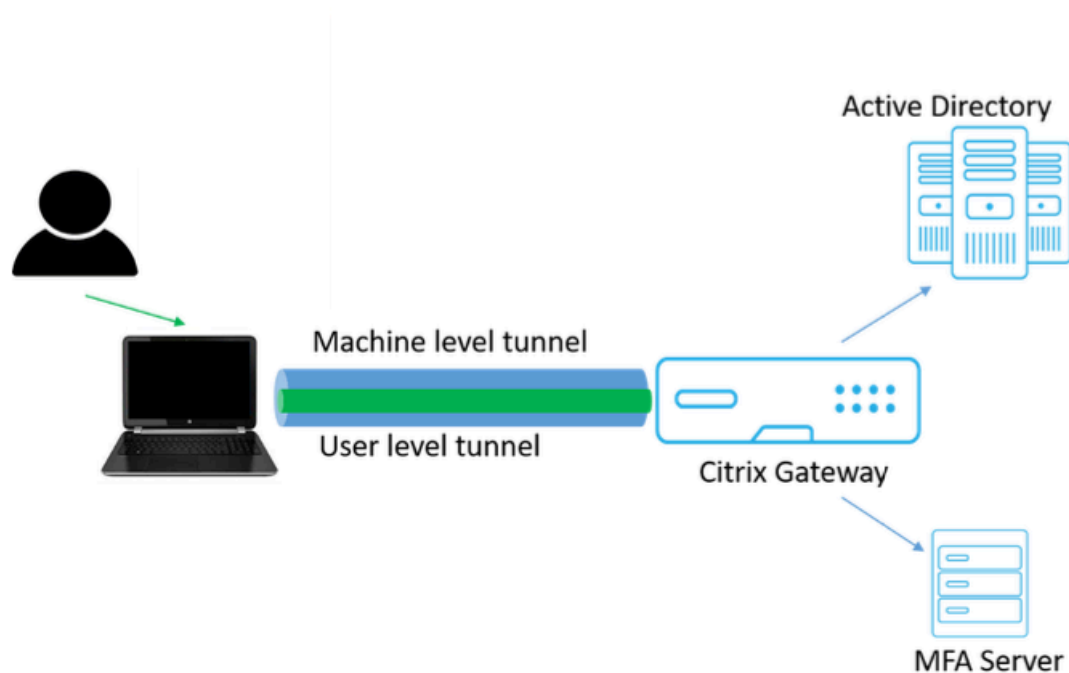 Active Directory
Machine level tunnel
User level tunnel
Citrix Gateway
MFA Server